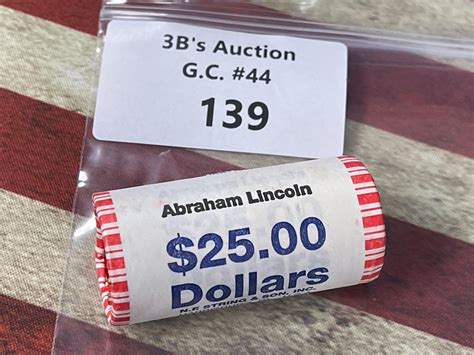 3B's Auction
G.C. #44
139
Abraham Lincoln
$25.00
Dollars
N.F. STRING & SON, INC.